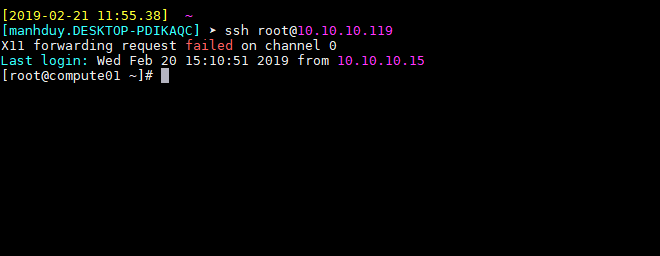 [2019-02-21 11:55.38]  ~
[manhduy.DESKTOP-PDIKAQC] ➤ ssh root@10.10.10.119
X11 forwarding request failed on channel 0
Last login: Wed Feb 20 15:10:51 2019 from 10.10.10.15
[root@compute01 ~]#